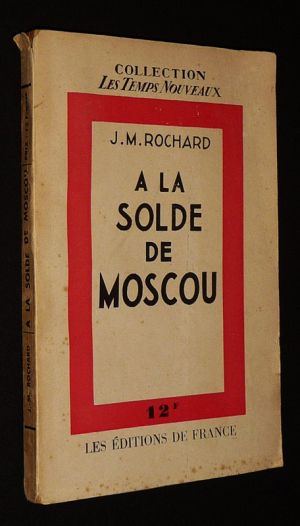 COLLECTION
LES TEMPS NOUVEAUX
J. M. ROCHARD
A LA
SOLDE
DE
MOSCOU
12F
LES ÉDITIONS DE FRANCE
J. M. ROCHARD A LA SOLDE DE MOSCOU